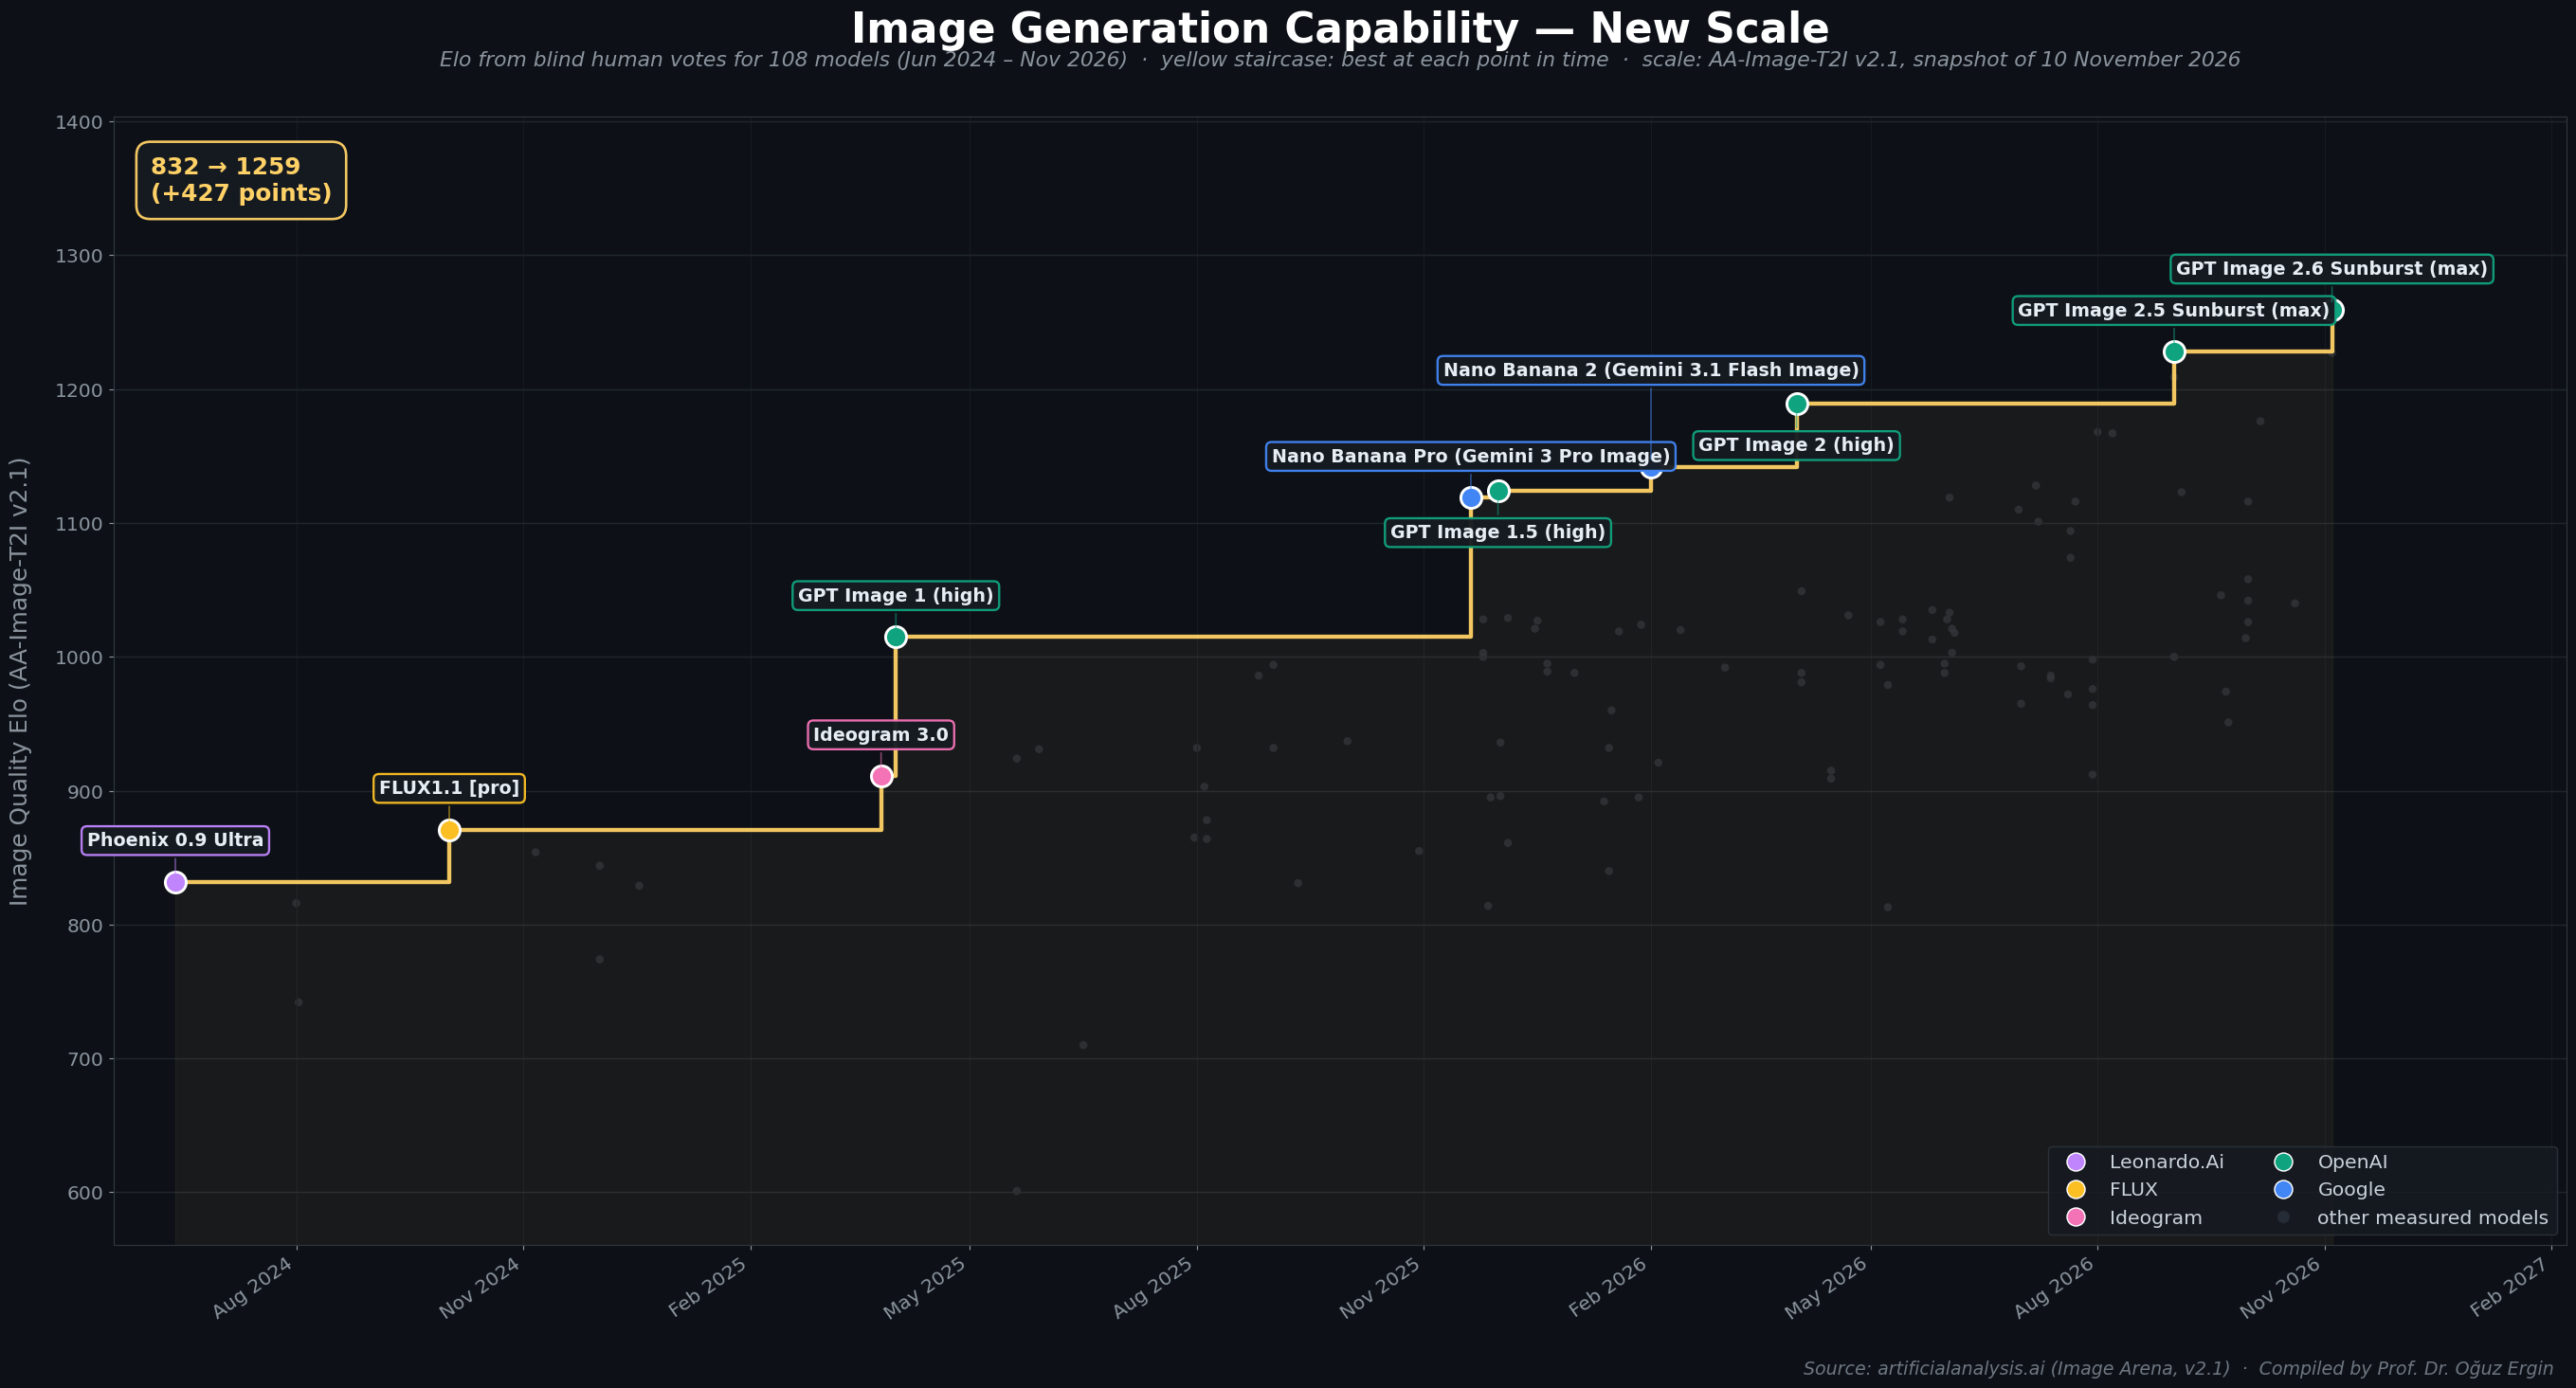 Image Generation Capability — New Scale
Elo from blind human votes for 108 models (Jun 2024 – Nov 2026) · yellow staircase: best at each point in time · scale: AA-Image-T2I v2.1, snapshot of 10 November 2026
832 → 1259
(+427 points)
Image Quality Elo (AA-Image-T2I v2.1)
1400
1300
1200
1100
1000
900
800
700
600
GPT Image 2.6 Sunburst (max)
GPT Image 2.5 Sunburst (max)
Nano Banana 2 (Gemini 3.1 Flash Image)
GPT Image 2 (high)
Nano Banana Pro (Gemini 3 Pro Image)
GPT Image 1.5 (high)
GPT Image 1 (high)
Ideogram 3.0
FLUX1.1 [pro]
Phoenix 0.9 Ultra
Leonardo.Ai
FLUX
Ideogram
OpenAI
Google
other measured models
Aug 2024
Nov 2024
Feb 2025
May 2025
Aug 2025
Nov 2025
Feb 2026
May 2026
Aug 2026
Nov 2026
Feb 2027
Source: artificialanalysis.ai (Image Arena, v2.1) · Compiled by Prof. Dr. Oğuz Ergin